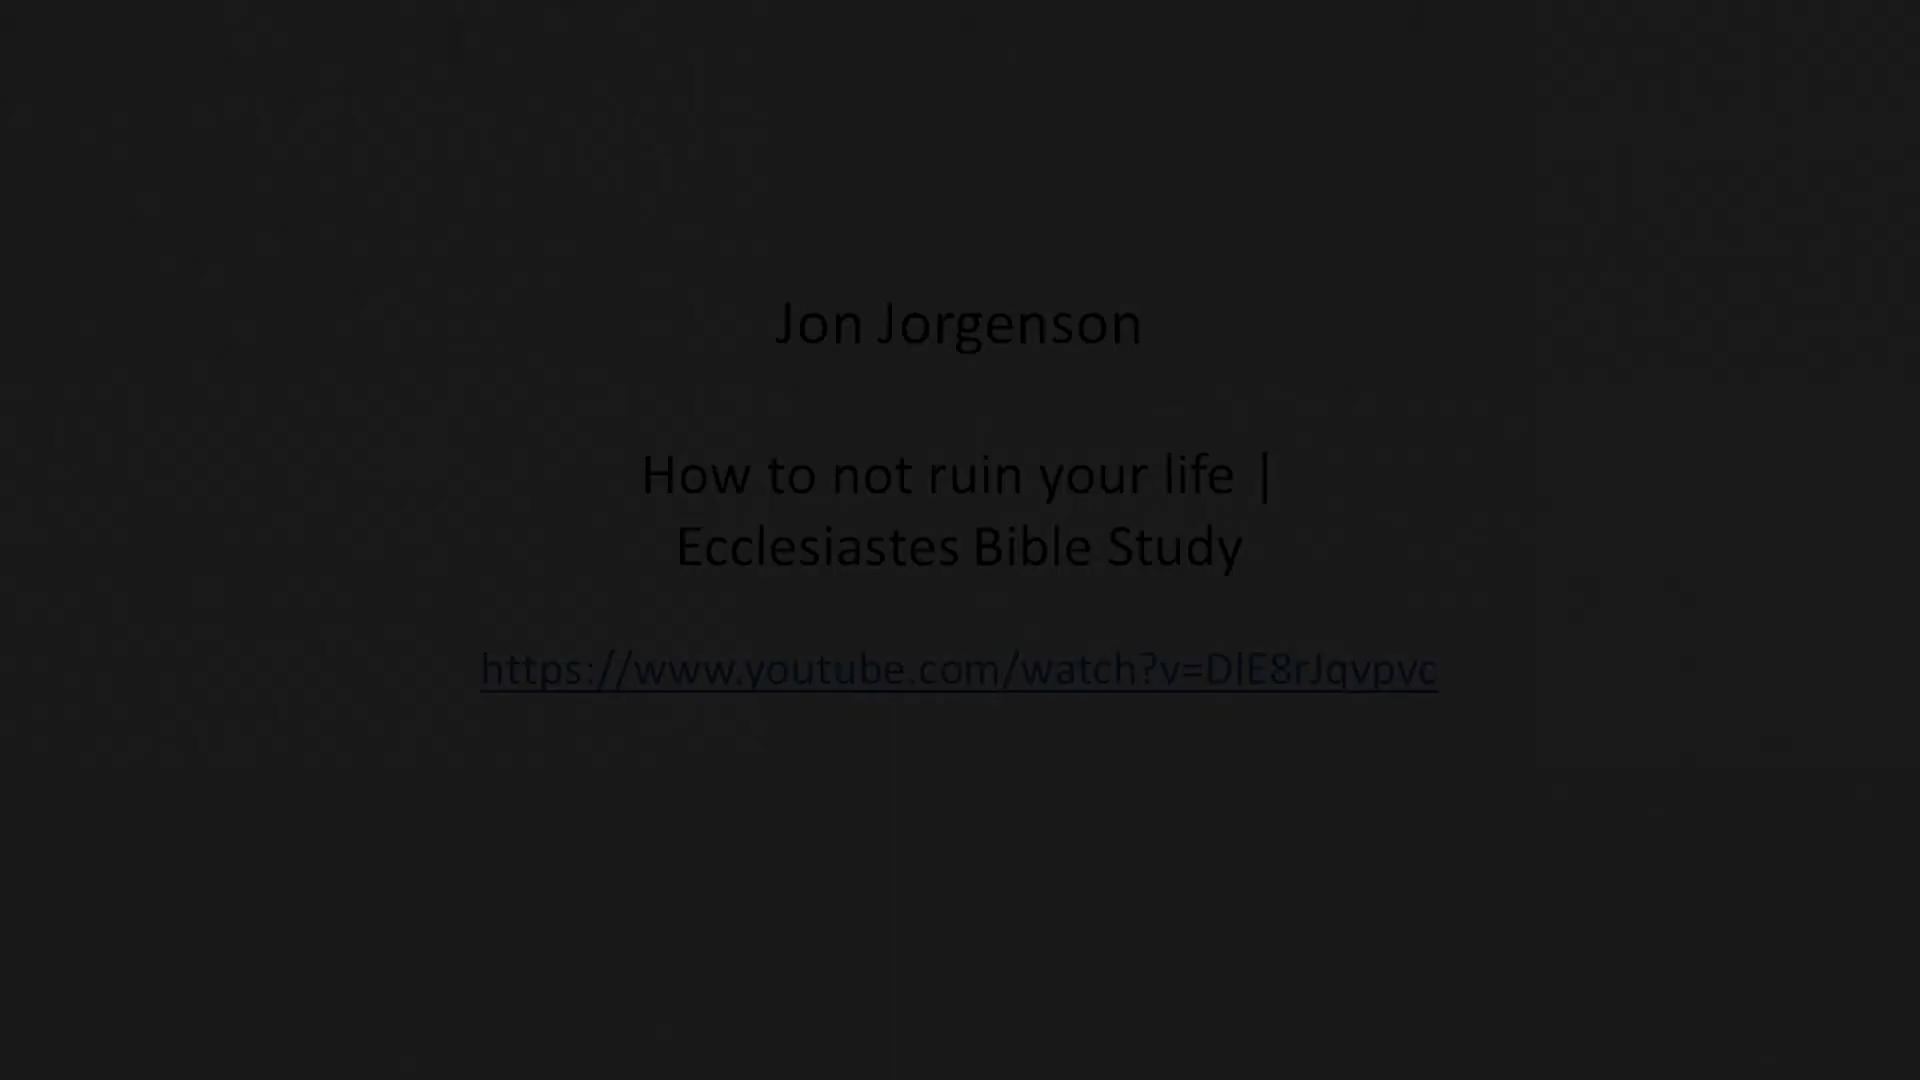 Jon Jorgenson
How to not ruin your life |
Ecclesiastes Bible Study
https://www.youtube.com/watch?v=DlE8rJqvpvc